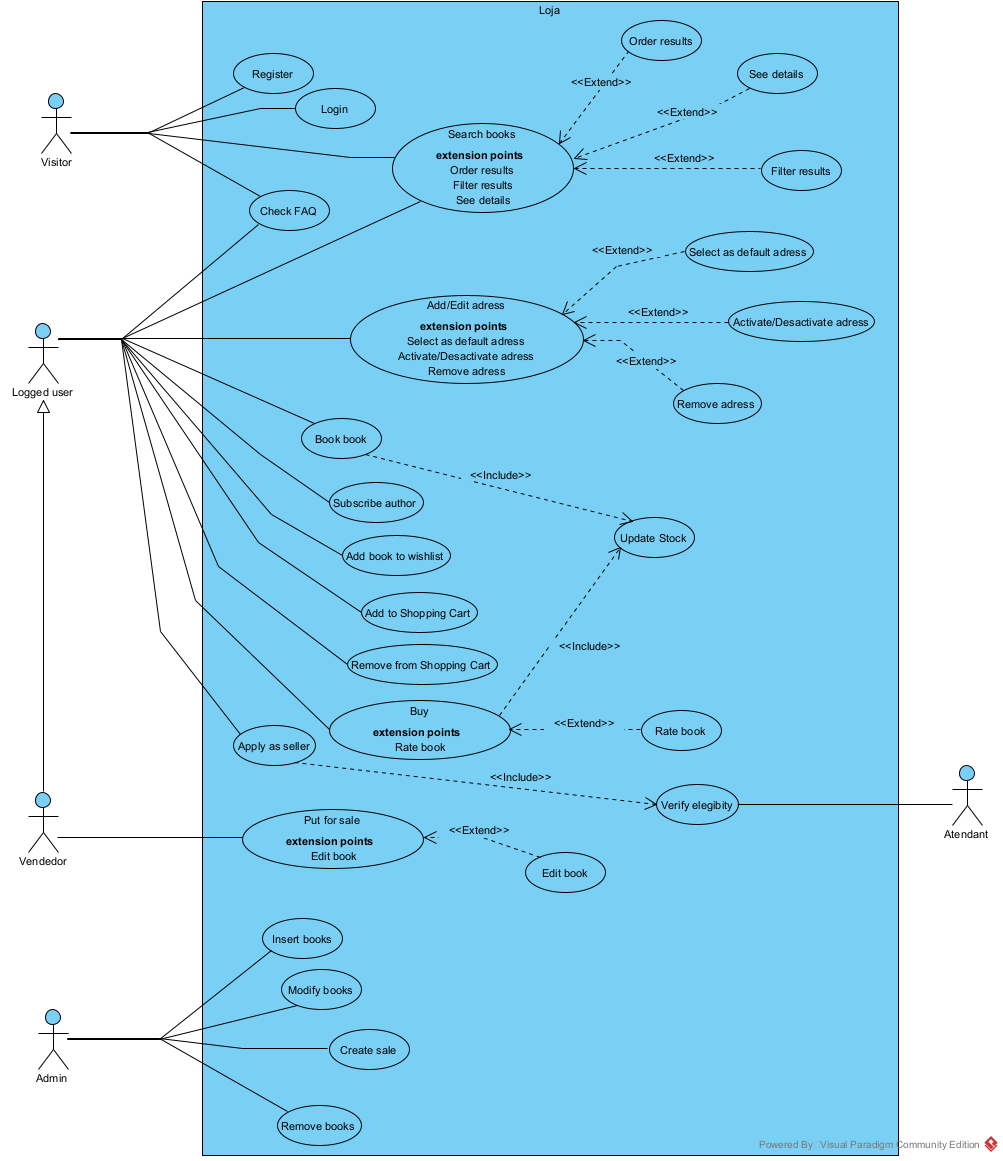 Loja
Order results
<<Extend>>
See details
Register
Login
<<Extend>>
Visitor
Search books
extension points
Order results
Filter results
See details
<<Extend>>
Filter results
Check FAQ
<<Extend>>
Select as default adress
Logged user
Add/Edit adress
extension points
Select as default adress
Activate/Desactivate adress
Remove adress
<<Extend>>
Activate/Desactivate adress
<<Extend>>
Remove adress
Book book
<<Include>>
Subscribe author
Update Stock
Add book to wishlist
Add to Shopping Cart
<<Include>>
Remove from Shopping Cart
Buy
extension points
Rate book
<<Extend>>
Rate book
Apply as seller
<<Include>>
Verify elegibity
Atendant
Vendedor
Put for sale
extension points
Edit book
<<Extend>>
Edit book
Insert books
Modify books
Admin
Create sale
Remove books
Powered By Visual Paradigm Community Edition